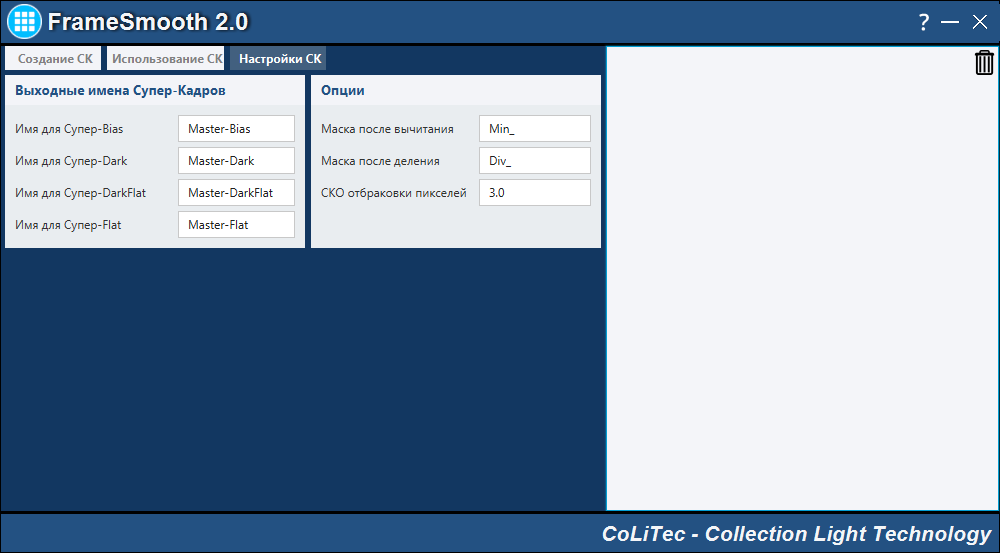 FrameSmooth 2.0
?
Создание СК Использование СК Настройки СК
Выходные имена Супер-Кадров
Имя для Супер-Bias Master-Bias
Имя для Супер-Dark Master-Dark
Имя для Супер-DarkFlat Master-DarkFlat
Имя для Супер-Flat Master-Flat
Опции
Маска после вычитания Min_
Маска после деления Div_
СКО отбраковки пикселей 3.0
CoLiTec - Collection Light Technology